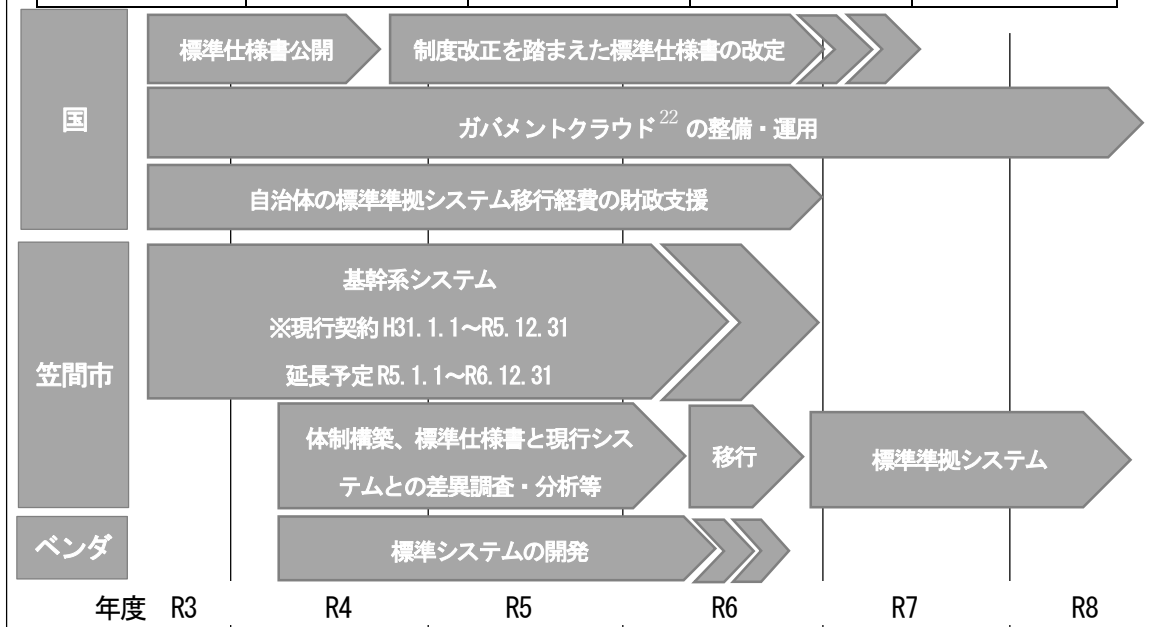 国
標準仕様書公開
制度改正を踏まえた標準仕様書の改定
ガバメントクラウド22 の整備・運用
自治体の標準準拠システム移行経費の財政支援
笠間市
基幹系システム
※現行契約 H31.1.1~R5.12.31
延長予定 R5.1.1~R6.12.31
体制構築、標準仕様書と現行シス
テムとの差異調査・分析等
移行
標準準拠システム
ベンダ
標準システムの開発
年度 R3 R4 R5 R6 R7 R8